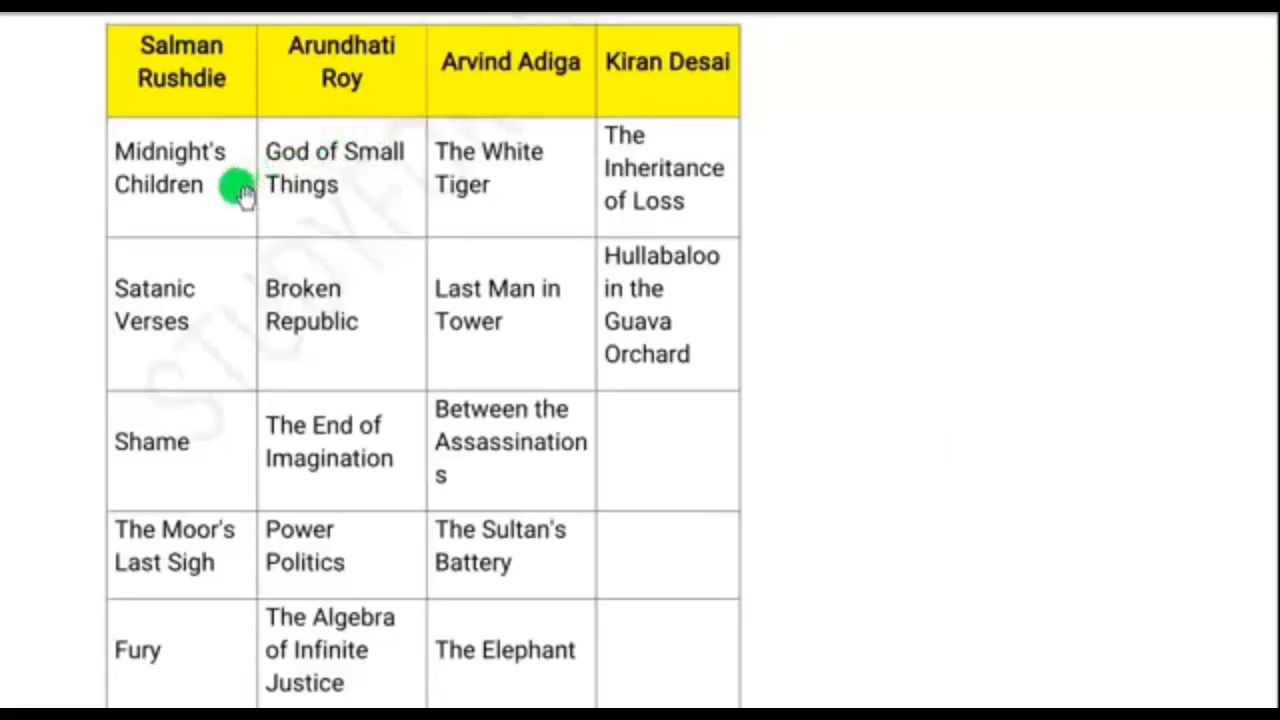 Salman
Rushdie
Arundhati
Roy
Arvind Adiga
Kiran Desai
Midnight's
Children
God of Small
Things
The White
Tiger
The
Inheritance
of Loss
Satanic
Verses
Broken
Republic
Last Man in
Tower
Hullabaloo
in the
Guava
Orchard
Shame
The End of
Imagination
Between the
Assassination
s
The Moor's
Last Sigh
Power
Politics
The Sultan's
Battery
Fury
The Algebra
of Infinite
Justice
The Elephant